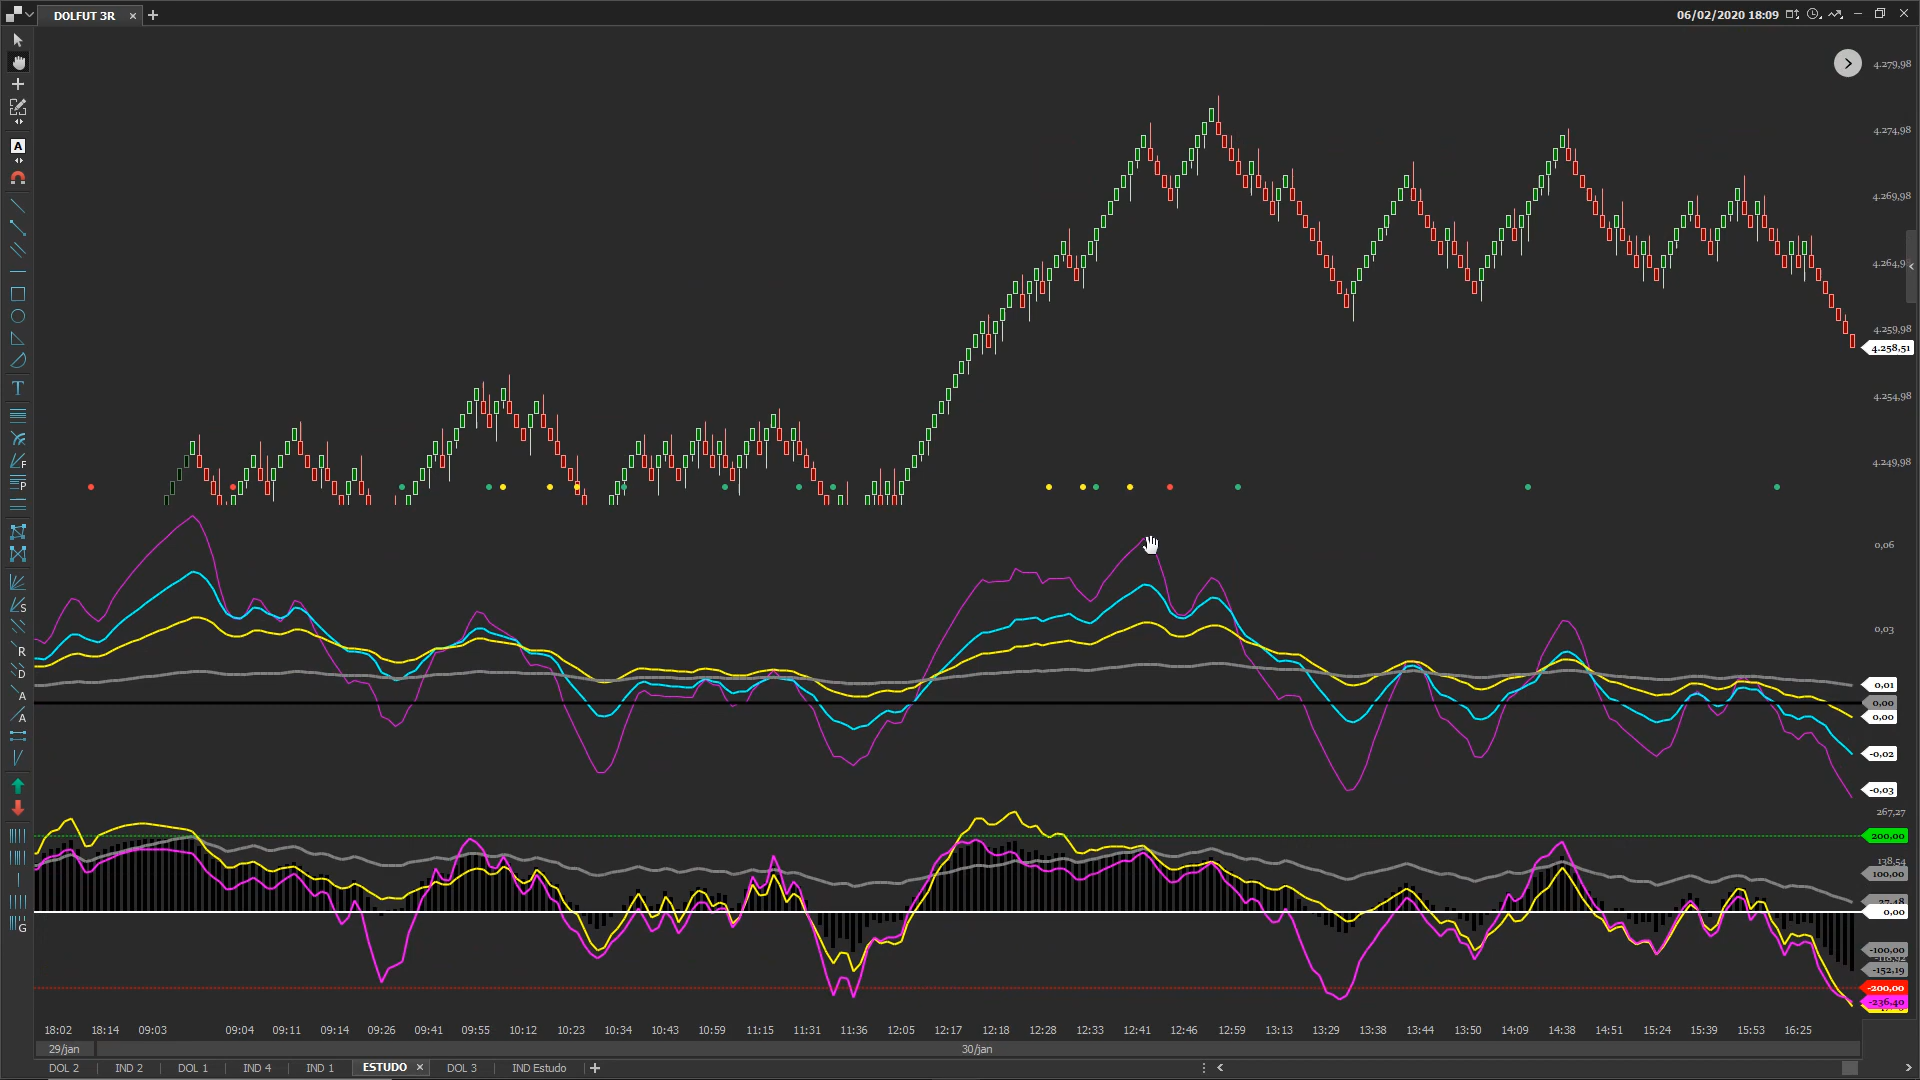 DOLFUT 3R × +
06/02/2020 18:09
4.279,98
4.274,98
4.269,98
4.264,9
4.259,98
4.258,51
4.254,98
4.249,98
0,06
0,03
0,01
0,00
0,00
-0,02
-0,03
267,27
200,00
138,54
100,00
37,48
0,00
-100,00
-152,19
-200,00
-236,40
A
T
F
P
S
R
D
A
A
G
18:02 18:14 09:03 09:04 09:11 09:14 09:26 09:41 09:55 10:12 10:23 10:34 10:43 10:59 11:15 11:31 11:36 12:05 12:17 12:18 12:28 12:33 12:41 12:46 12:59 13:13 13:29 13:38 13:44 13:50 14:09 14:38 14:51 15:24 15:39 15:53 16:25
29/jan 30/jan
DOL 2 IND 2 DOL 1 IND 4 IND 1 ESTUDO × DOL 3 IND Estudo +